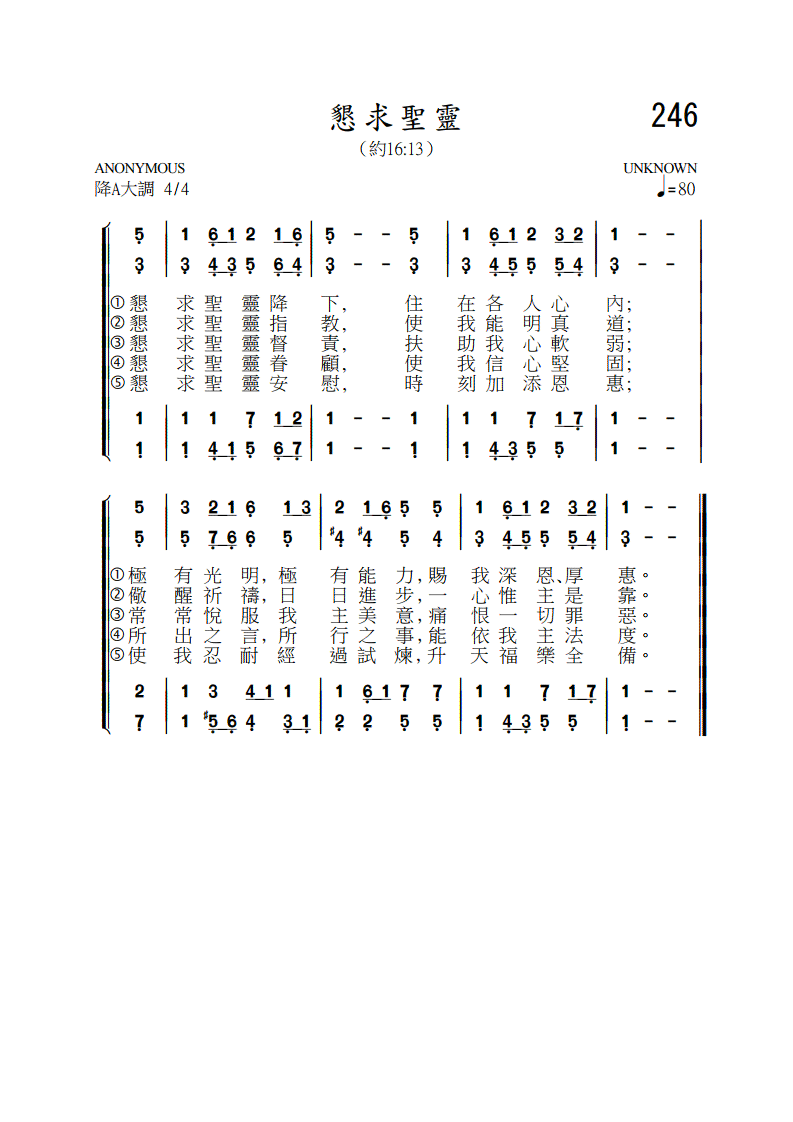 懇求聖靈 246
（約16:13）
ANONYMOUS UNKNOWN
降A大調 4/4 ♩=80
5̣ | 1 6̣ 1 2 1 6̣ | 5̣ - - 5̣ | 1 6̣ 1 2 3 2 | 1 - -
3̣ | 3̣ 4̣ 3̣ 5̣ 6̣ 4̣ | 3̣ - - 3̣ | 3̣ 4̣ 5̣ 5̣ 5̣ 4̣ | 3̣ - -
①懇 求聖靈降 下, 住 在各人心 內;
②懇 求聖靈指 教, 使 我能明真 道;
③懇 求聖靈督 責, 扶 助我心軟 弱;
④懇 求聖靈眷 顧, 使 我信心堅 固;
⑤懇 求聖靈安 慰, 時 刻加添恩 惠;
1 | 1 1 7̣ 1 2 | 1 - - 1 | 1 1 7̣ 1 7̣ | 1 - -
1̣ | 1̣ 4̣ 1̣ 5̣ 6̣ 7̣ | 1 - - 1̣ | 1̣ 4̣ 3̣ 5̣ 5̣ | 1̣ - -
5 | 3 2 1 6̣ 1 3 | 2 1 6̣ 5̣ 5̣ | 1 6̣ 1 2 3 2 | 1 - -
5̣ | 5̣ 7̣ 6̣ 6̣ 5̣ | #4̣ #4̣ 5̣ 4̣ | 3̣ 4̣ 5̣ 5̣ 5̣ 4̣ | 3̣ - -
①極 有光明,極 有能力,賜 我深恩、厚 惠。
②儆 醒祈禱,日 日進步,一 心惟主是 靠。
③常 常悅服我 主美意,痛 恨一切罪 惡。
④所 出之言,所 行之事,能 依我主法 度。
⑤使 我忍耐經 過試煉,升 天福樂全 備。
2 | 1 3 4 1 1 | 1 6̣ 1 7̣ 7̣ | 1 1 7̣ 1 7̣ | 1 - -
7̣ | 1 #5̣ 6̣ 4̣ 3̣ 1̣ | 2̣ 2̣ 5̣ 5̣ | 1̣ 4̣ 3̣ 5̣ 5̣ | 1̣ - -